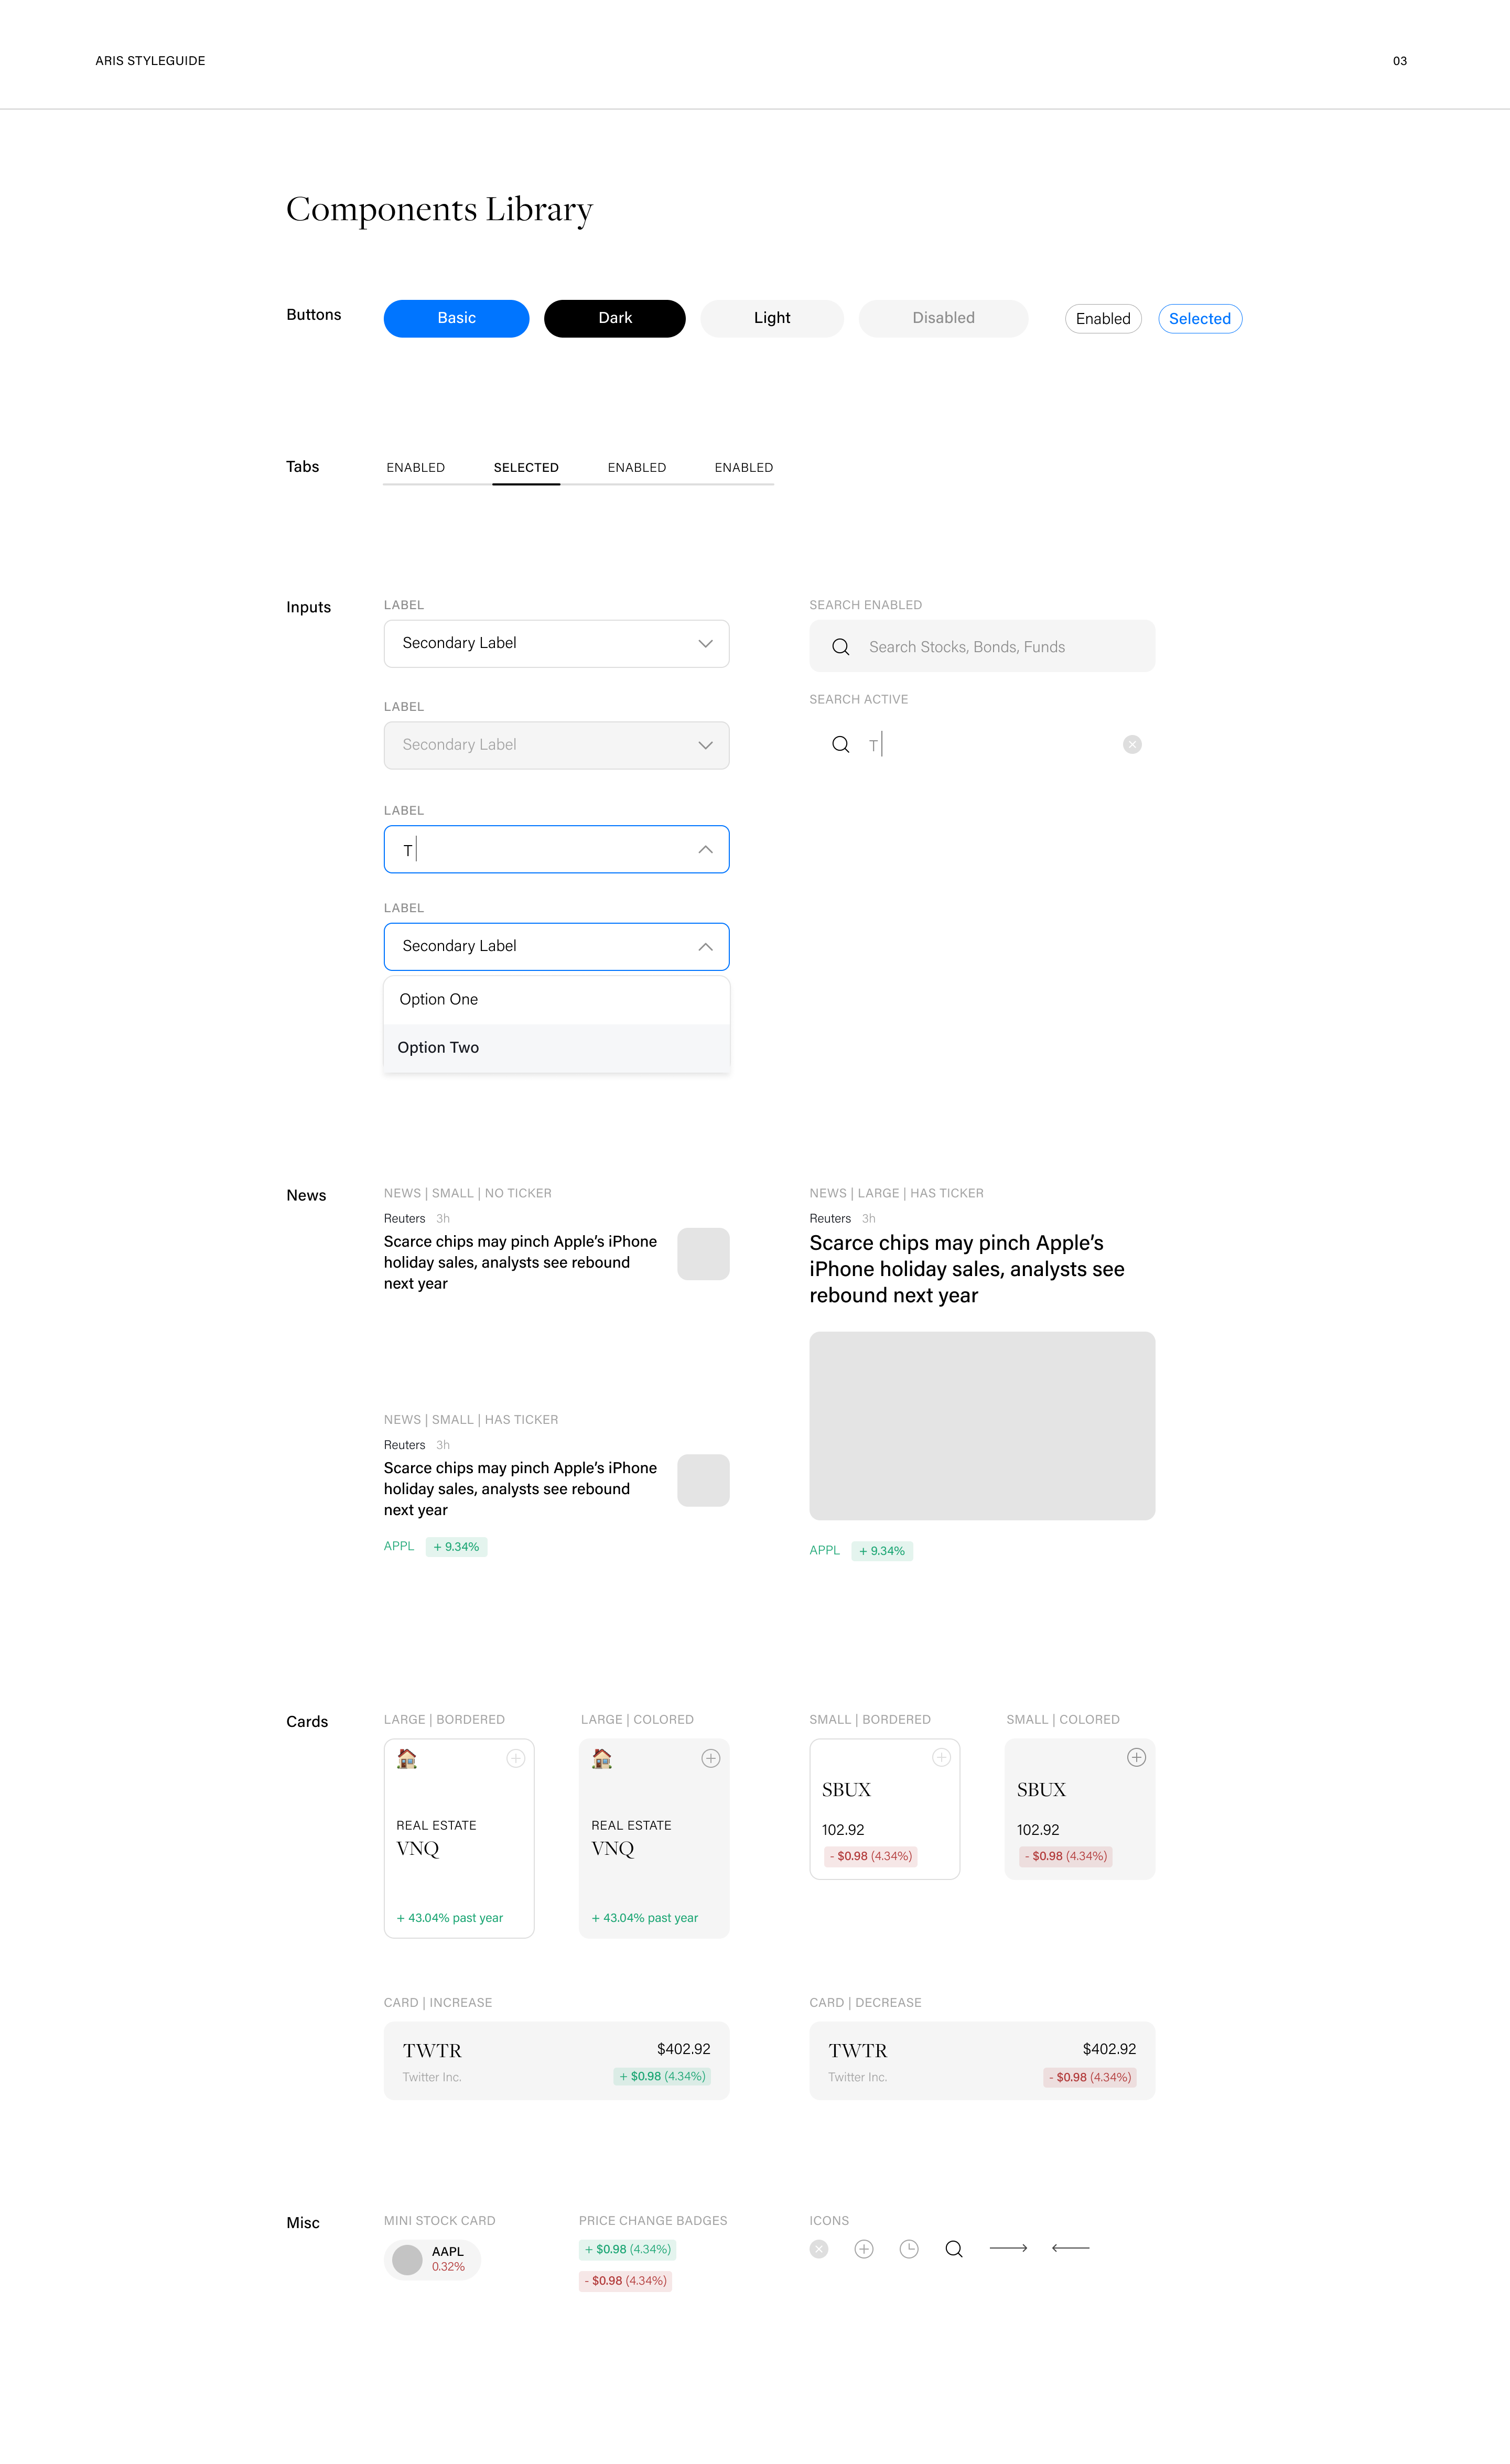 ARIS STYLEGUIDE
03
Components Library
Buttons
Basic
Dark
Light
Disabled
Enabled
Selected
Tabs
ENABLED
SELECTED
ENABLED
ENABLED
Inputs
LABEL
Secondary Label
LABEL
Secondary Label
LABEL
T
LABEL
Secondary Label
Option One
Option Two
SEARCH ENABLED
Search Stocks, Bonds, Funds
SEARCH ACTIVE
T
News
NEWS | SMALL | NO TICKER
Reuters 3h
Scarce chips may pinch Apple’s iPhone
holiday sales, analysts see rebound
next year
NEWS | SMALL | HAS TICKER
Reuters 3h
Scarce chips may pinch Apple’s iPhone
holiday sales, analysts see rebound
next year
APPL + 9.34%
NEWS | LARGE | HAS TICKER
Reuters 3h
Scarce chips may pinch Apple’s
iPhone holiday sales, analysts see
rebound next year
APPL + 9.34%
Cards
LARGE | BORDERED
REAL ESTATE
VNQ
+ 43.04% past year
LARGE | COLORED
REAL ESTATE
VNQ
+ 43.04% past year
SMALL | BORDERED
SBUX
102.92
- $0.98 (4.34%)
SMALL | COLORED
SBUX
102.92
- $0.98 (4.34%)
CARD | INCREASE
TWTR
$402.92
Twitter Inc.
+ $0.98 (4.34%)
CARD | DECREASE
TWTR
$402.92
Twitter Inc.
- $0.98 (4.34%)
Misc
MINI STOCK CARD
AAPL
0.32%
PRICE CHANGE BADGES
+ $0.98 (4.34%)
- $0.98 (4.34%)
ICONS